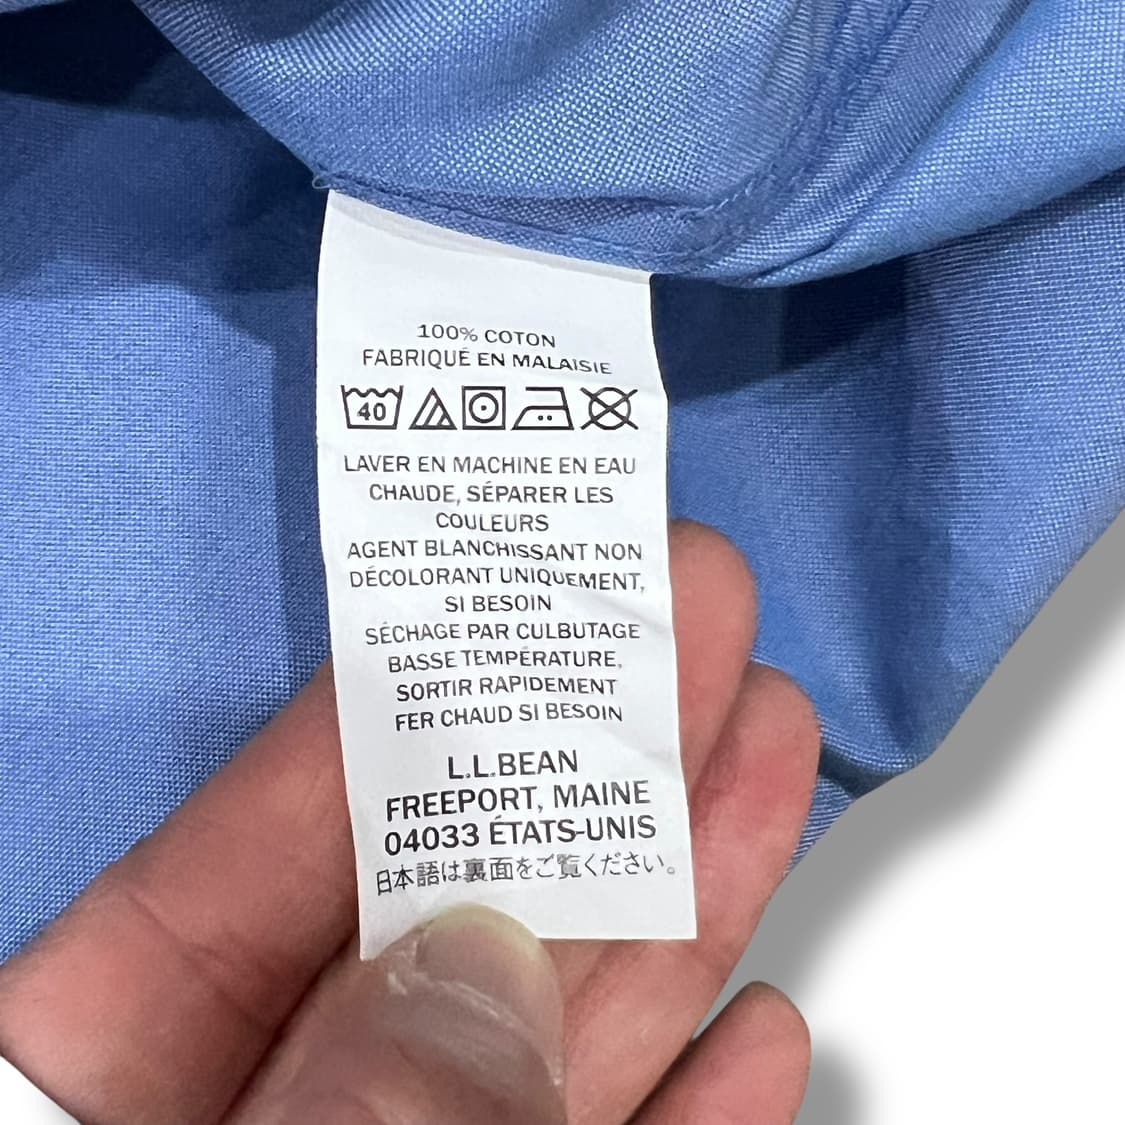 100% COTON
FABRIQUÉ EN MALAISIE
40
LAVER EN MACHINE EN EAU
CHAUDE, SÉPARER LES
COULEURS
AGENT BLANCHISSANT NON
DÉCOLORANT UNIQUEMENT,
SI BESOIN
SÉCHAGE PAR CULBUTAGE
BASSE TEMPÉRATURE,
SORTIR RAPIDEMENT
FER CHAUD SI BESOIN
L.L.BEAN
FREEPORT, MAINE
04033 ÉTATS-UNIS
日本語は裏面をご覧ください。